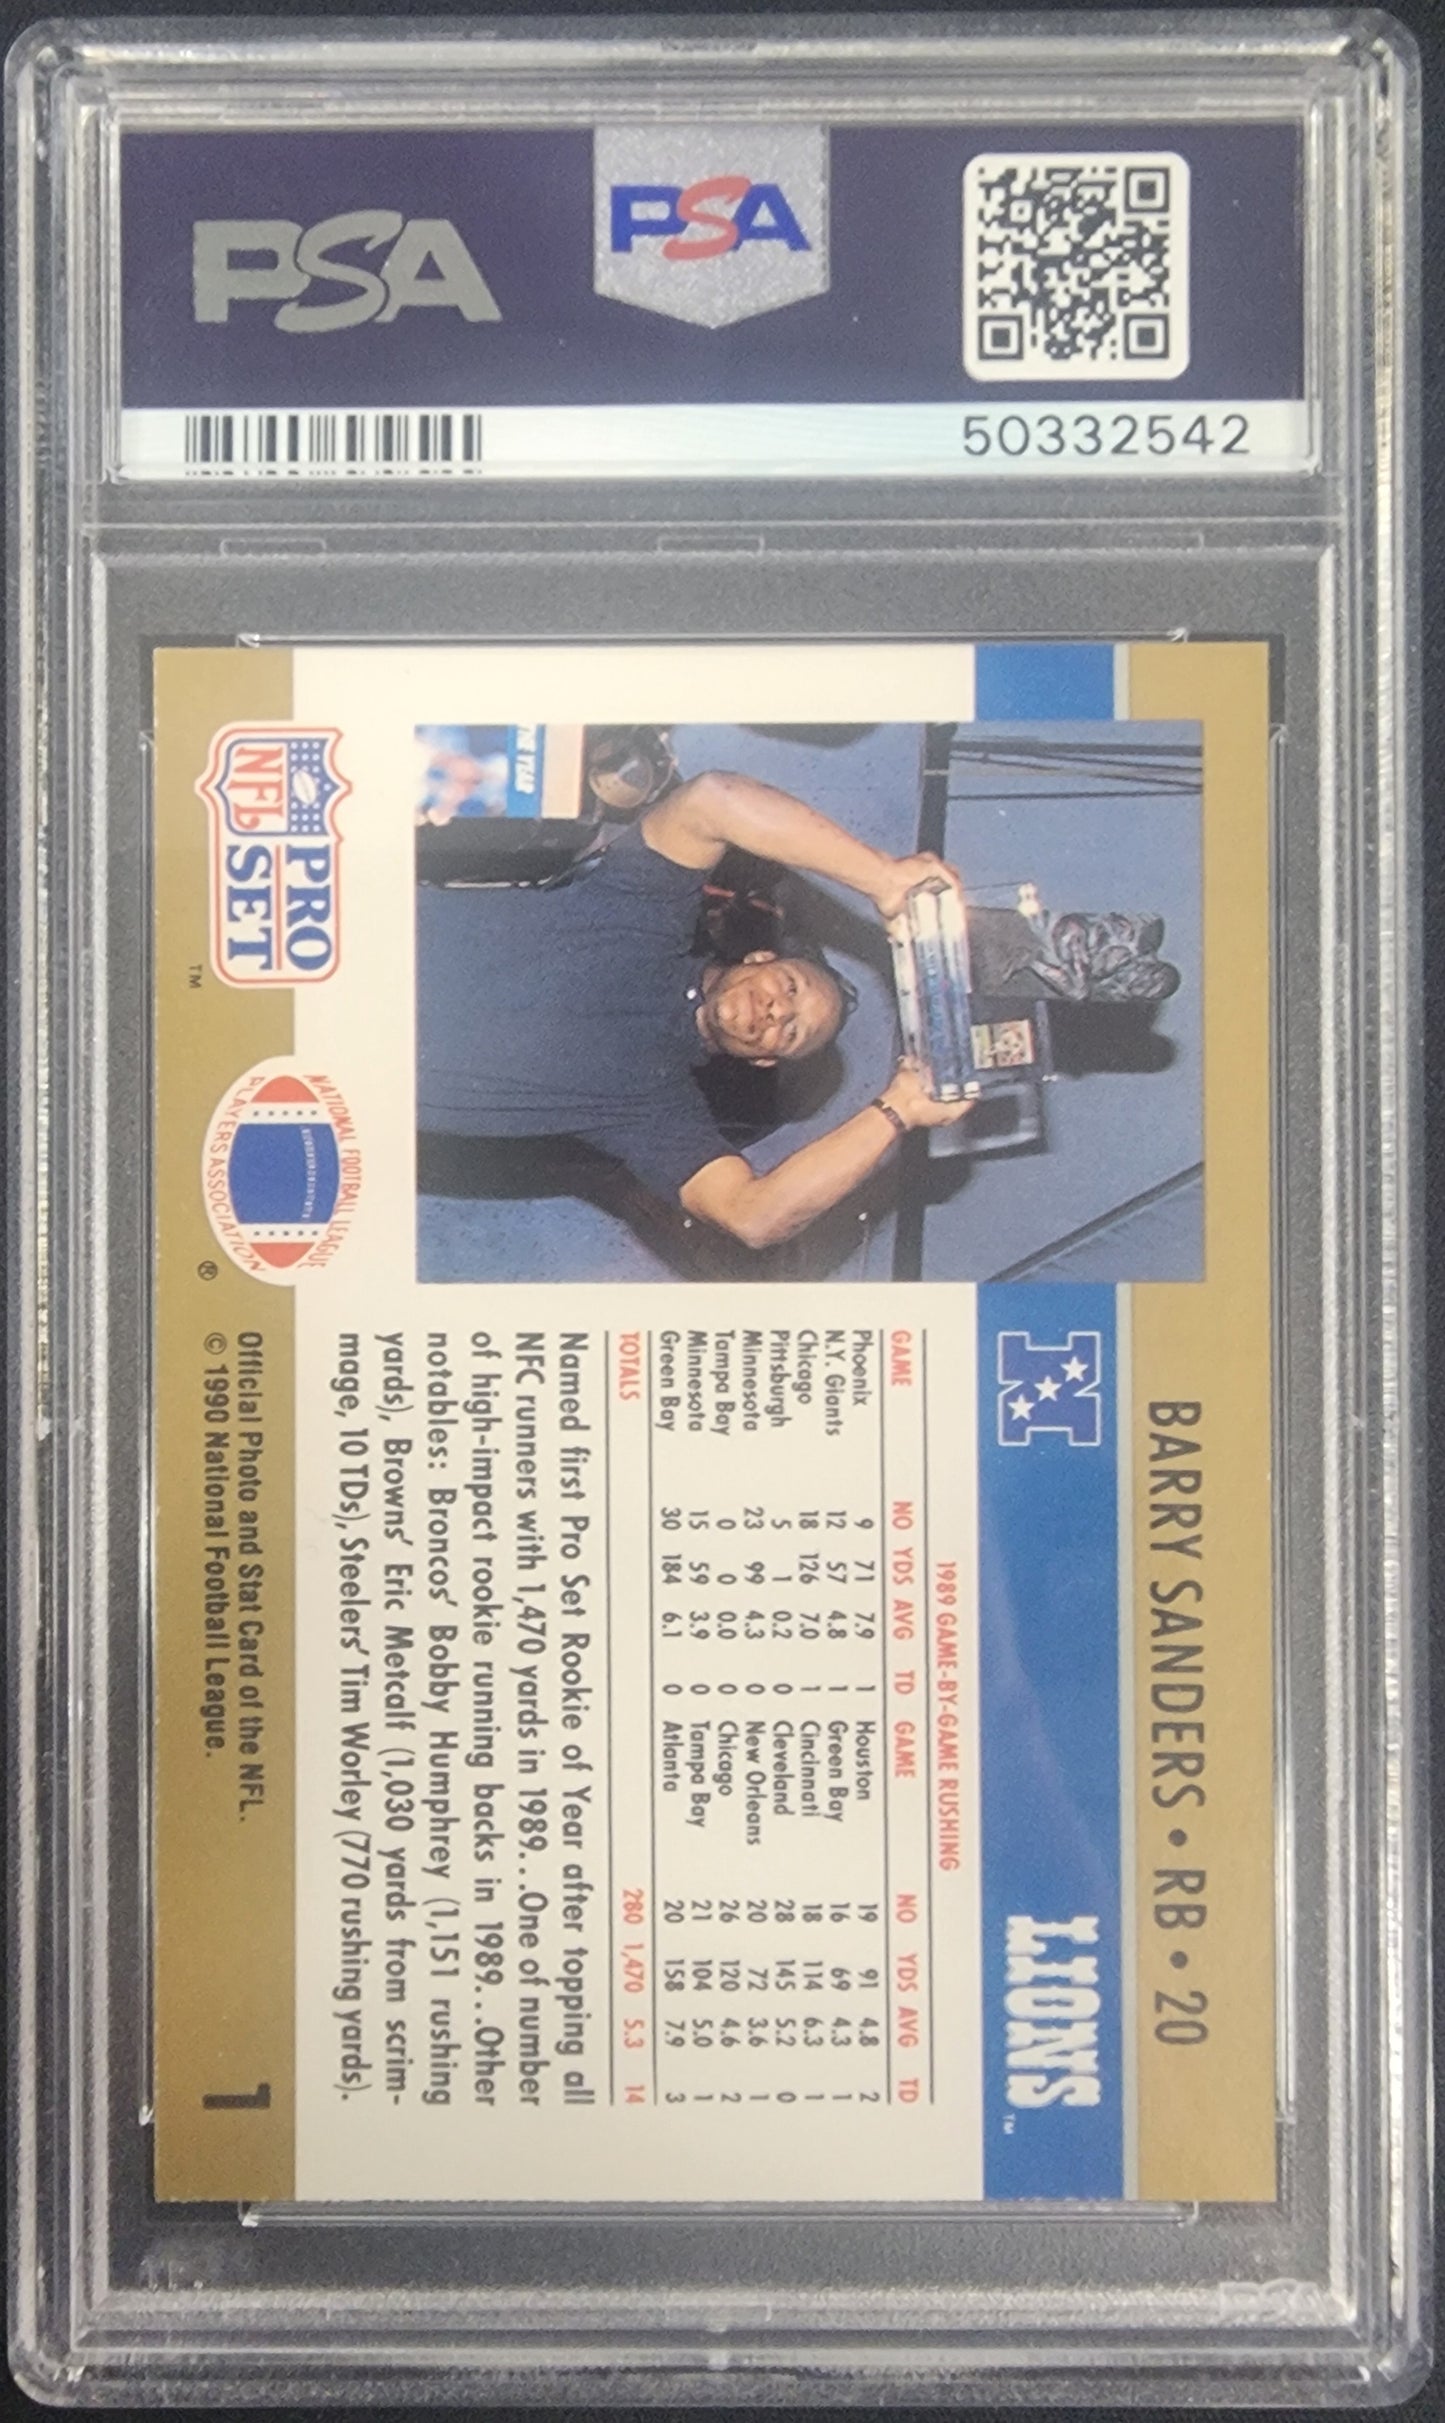 PSA
PSA
50332542
BARRY SANDERS • RB • 20
LIONS™
1989 GAME-BY-GAME RUSHING
GAME NO YDS AVG TD GAME NO YDS AVG TD
Phoenix 9 71 7.9 1 Houston 19 91 4.8 2
N.Y. Giants 12 57 4.8 1 Green Bay 16 69 4.3 1
Chicago 18 126 7.0 1 Cincinnati 18 114 6.3 1
Pittsburgh 5 1 0.2 0 Cleveland 28 145 5.2 0
Minnesota 23 99 4.3 0 New Orleans 20 72 3.6 1
Tampa Bay 0 0 0.0 0 Chicago 26 120 4.6 2
Minnesota 15 59 3.9 0 Tampa Bay 21 104 5.0 1
Green Bay 30 184 6.1 0 Atlanta 20 158 7.9 3
TOTALS 280 1,470 5.3 14
Named first Pro Set Rookie of Year after topping all
NFC runners with 1,470 yards in 1989. . .One of number
of high-impact rookie running backs in 1989. . .Other
notables: Broncos' Bobby Humphrey (1,151 rushing
yards), Browns' Eric Metcalf (1,030 yards from scrim-
mage, 10 TDs), Steelers' Tim Worley (770 rushing yards).
THE YEAR
NFL
PRO
SET
™
NATIONAL FOOTBALL LEAGUE
PLAYERS ASSOCIATION
®
Official Photo and Stat Card of the NFL.
© 1990 National Football League.
1